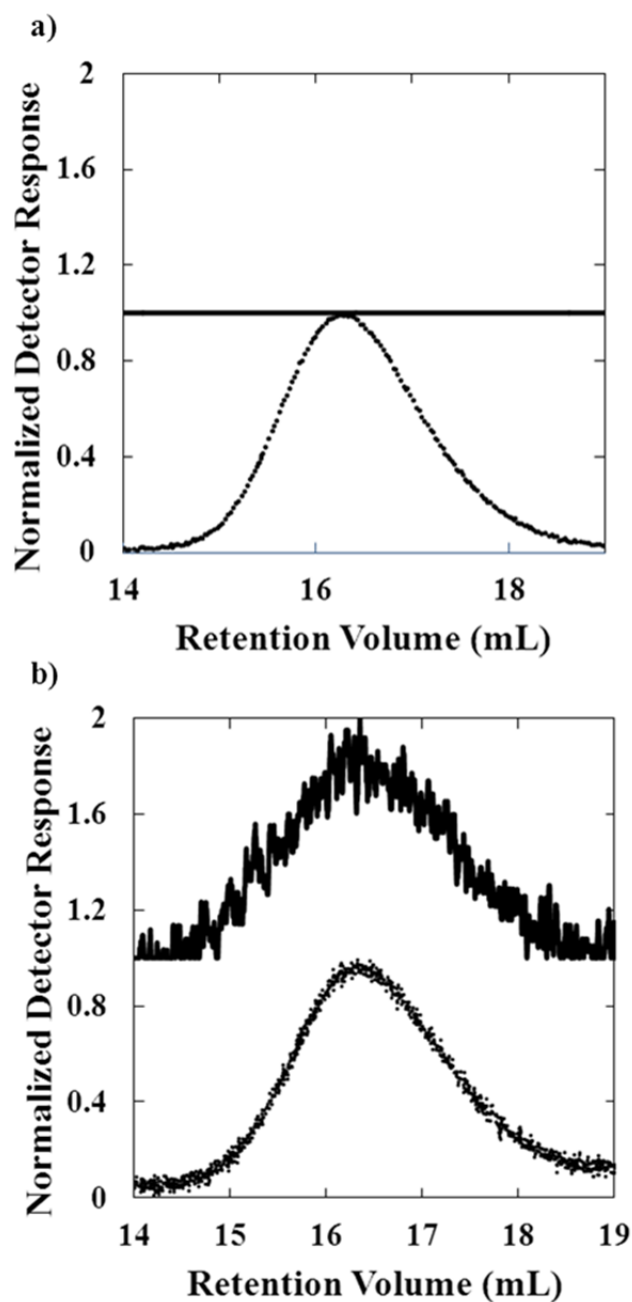 a)
2
1.6
1.2
0.8
0.4
0
14 16 18
Normalized Detector Response
Retention Volume (mL)
b)
2
1.6
1.2
0.8
0.4
0
14 15 16 17 18 19
Normalized Detector Response
Retention Volume (mL)